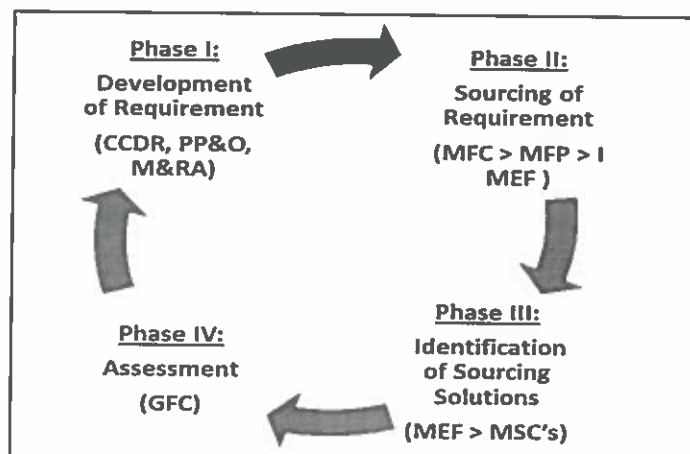 Phase I:
Development
of Requirement
(CCDR, PP&O,
M&RA)
Phase II:
Sourcing of
Requirement
(MFC > MFP > I
MEF )
Phase III:
Identification
of Sourcing
Solutions
(MEF > MSC's)
Phase IV:
Assessment
(GFC)